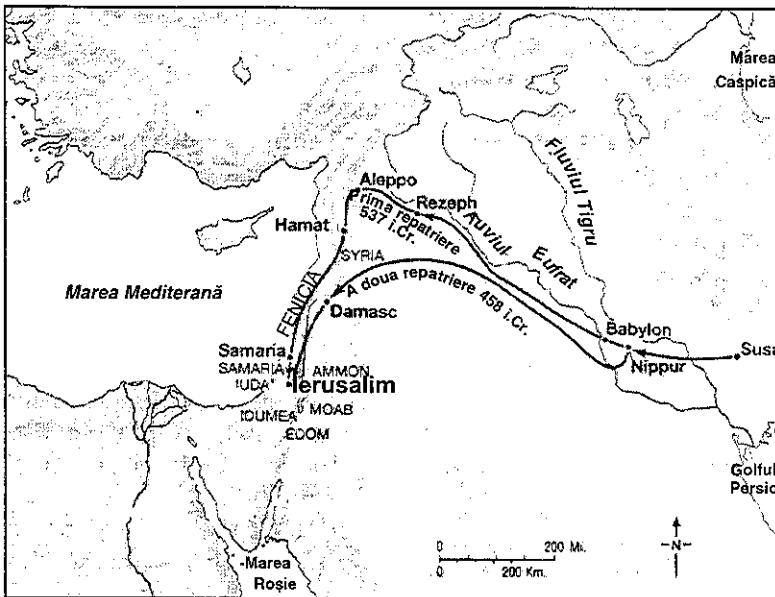 Marea
Caspică
Fluviul Tigru
Aleppo
Rezeph
Prima repatriere
537 î.Cr.
Fluviul Eufrat
Hamat
SYRIA
FENICIA
Marea Mediterană
A doua repatriere 458 î.Cr.
Damasc
Babylon
Susa
Nippur
Samaria
SAMARIA
AMMON
IUDA
Ierusalim
IDUMEA
MOAB
EDOM
Golful
Persic
Marea
Roșie
0 200 Mi.
0 200 Km.
N